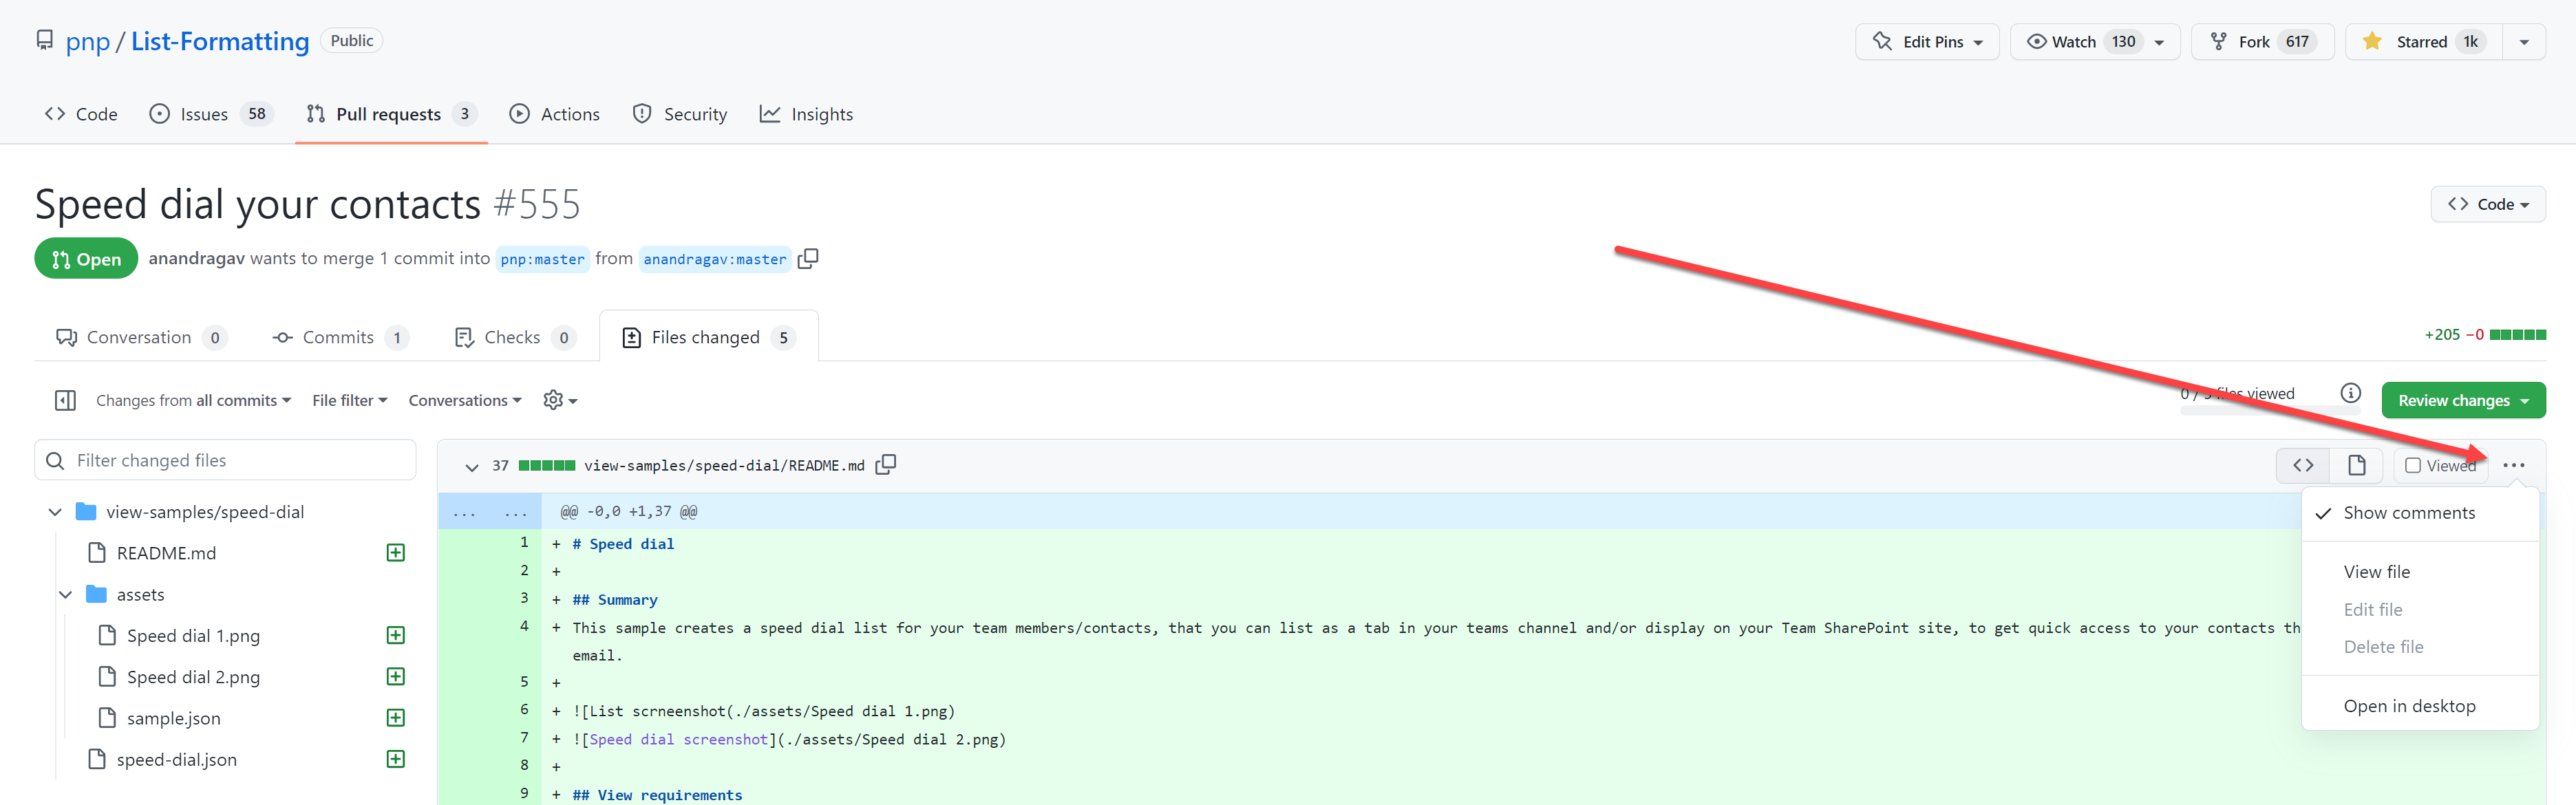 pnp / List-Formatting Public
Edit Pins Watch 130 Fork 617 Starred 1k
Code Issues 58 Pull requests 3 Actions Security Insights
Speed dial your contacts #555
Code
Open anandragav wants to merge 1 commit into pnp:master from anandragav:master
Conversation 0 Commits 1 Checks 0 Files changed 5
+205 −0
Changes from all commits File filter Conversations
0 / 5 files viewed
Review changes
Filter changed files
37 view-samples/speed-dial/README.md
Viewed ...
view-samples/speed-dial
README.md
assets
Speed dial 1.png
Speed dial 2.png
sample.json
speed-dial.json
... ... @@ -0,0 +1,37 @@
1 + # Speed dial
2 +
3 + ## Summary
4 + This sample creates a speed dial list for your team members/contacts, that you can list as a tab in your teams channel and/or display on your Team SharePoint site, to get quick access to your contacts th
email.
5 +
6 + ![List scrneenshot(./assets/Speed dial 1.png)
7 + ![Speed dial screenshot](./assets/Speed dial 2.png)
8 +
9 + ## View requirements
Show comments
View file
Edit file
Delete file
Open in desktop